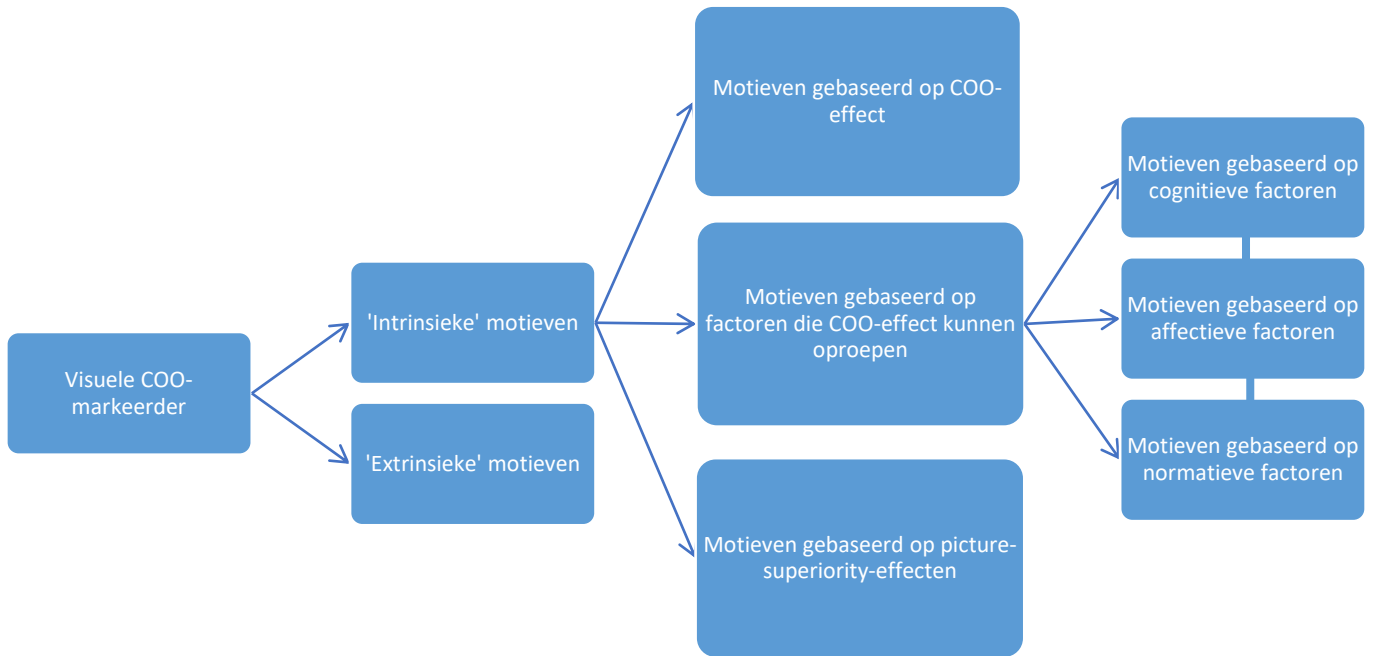 Visuele COO-
markeerder
'Intrinsieke' motieven
'Extrinsieke' motieven
Motieven gebaseerd op COO-
effect
Motieven gebaseerd op
factoren die COO-effect kunnen
oproepen
Motieven gebaseerd op picture-
superiority-effecten
Motieven gebaseerd op
cognitieve factoren
Motieven gebaseerd op
affectieve factoren
Motieven gebaseerd op
normatieve factoren